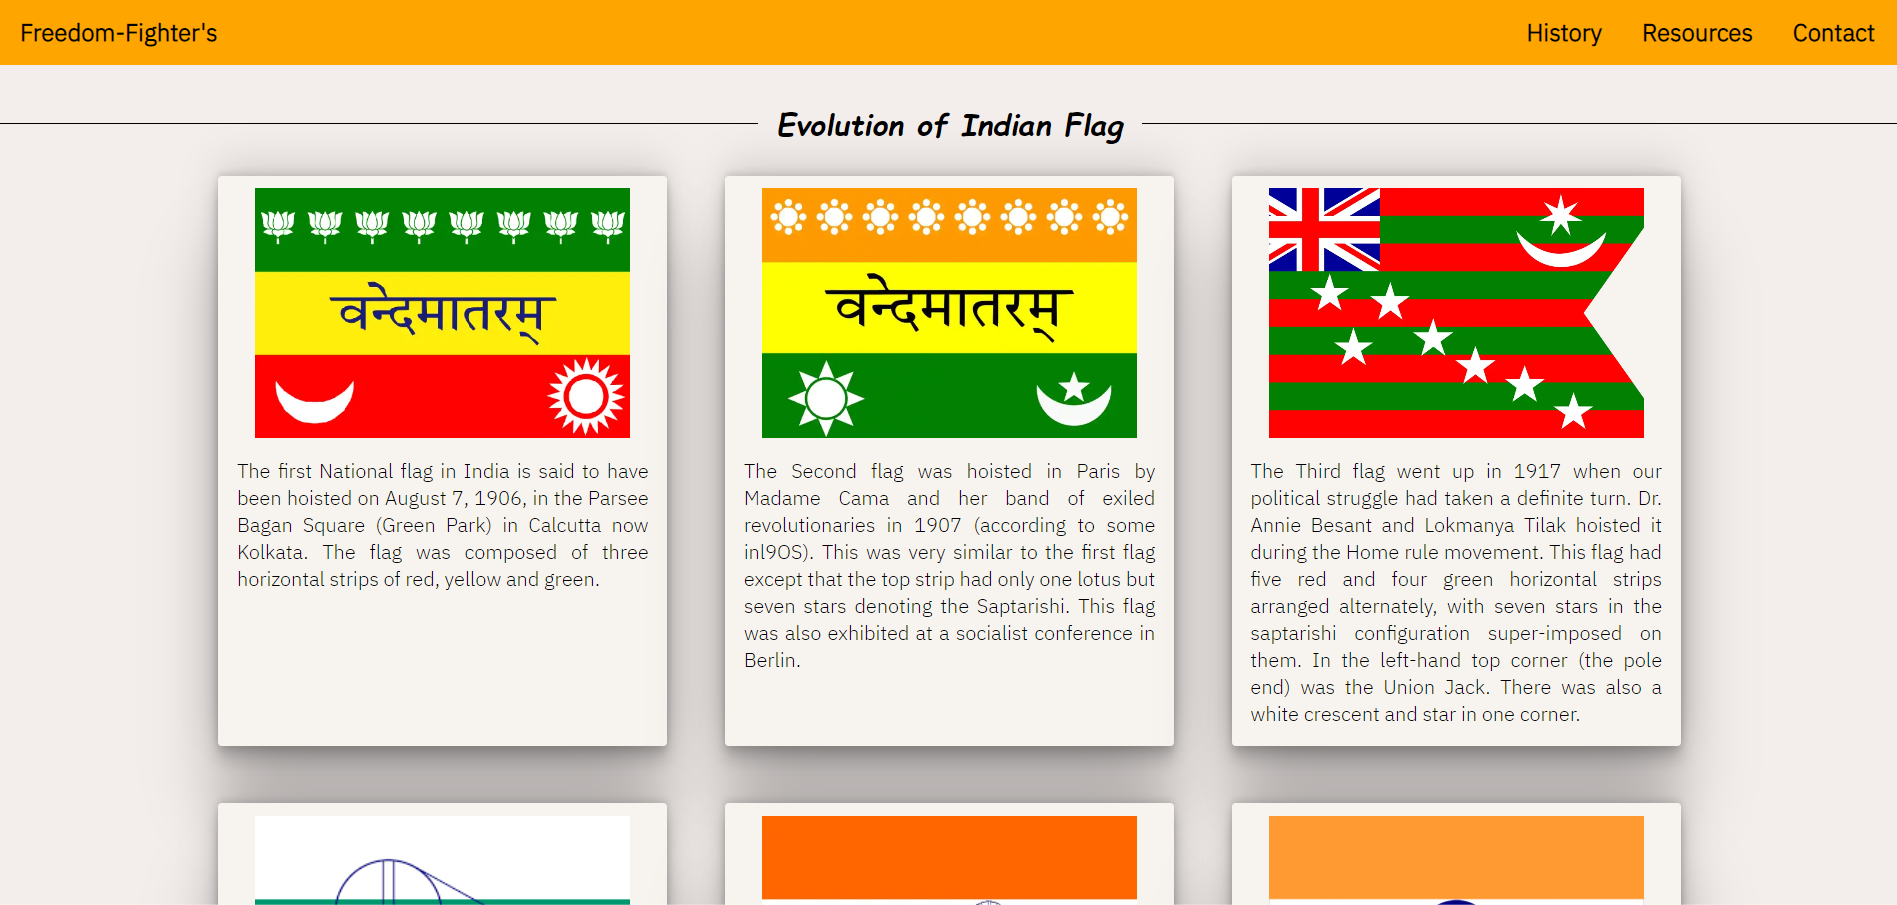 Freedom-Fighter's
History Resources Contact
Evolution of Indian Flag
वन्देमातरम्
The first National flag in India is said to have
been hoisted on August 7, 1906, in the Parsee
Bagan Square (Green Park) in Calcutta now
Kolkata. The flag was composed of three
horizontal strips of red, yellow and green.
वन्देमातरम्
The Second flag was hoisted in Paris by
Madame Cama and her band of exiled
revolutionaries in 1907 (according to some
inl9OS). This was very similar to the first flag
except that the top strip had only one lotus but
seven stars denoting the Saptarishi. This flag
was also exhibited at a socialist conference in
Berlin.
The Third flag went up in 1917 when our
political struggle had taken a definite turn. Dr.
Annie Besant and Lokmanya Tilak hoisted it
during the Home rule movement. This flag had
five red and four green horizontal strips
arranged alternately, with seven stars in the
saptarishi configuration super-imposed on
them. In the left-hand top corner (the pole
end) was the Union Jack. There was also a
white crescent and star in one corner.